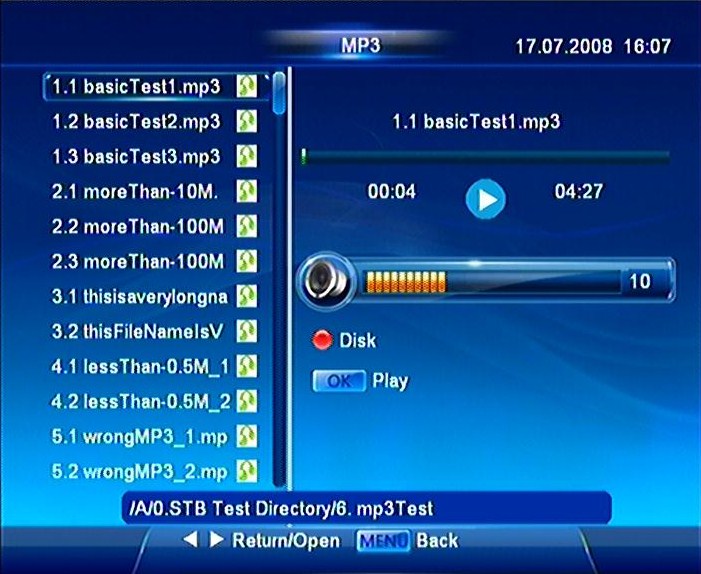 MP3
17.07.2008 16:07
1.1 basicTest1.mp3
1.2 basicTest2.mp3
1.3 basicTest3.mp3
2.1 moreThan-10M.
2.2 moreThan-100M
2.3 moreThan-100M
3.1 thisisaverylongna
3.2 thisFileNameIsV
4.1 lessThan-0.5M_1
4.2 lessThan-0.5M_2
5.1 wrongMP3_1.mp
5.2 wrongMP3_2.mp
1.1 basicTest1.mp3
00:04 04:27
10
Disk
OK Play
/A/0.STB Test Directory/6. mp3Test
Return/Open MENU Back